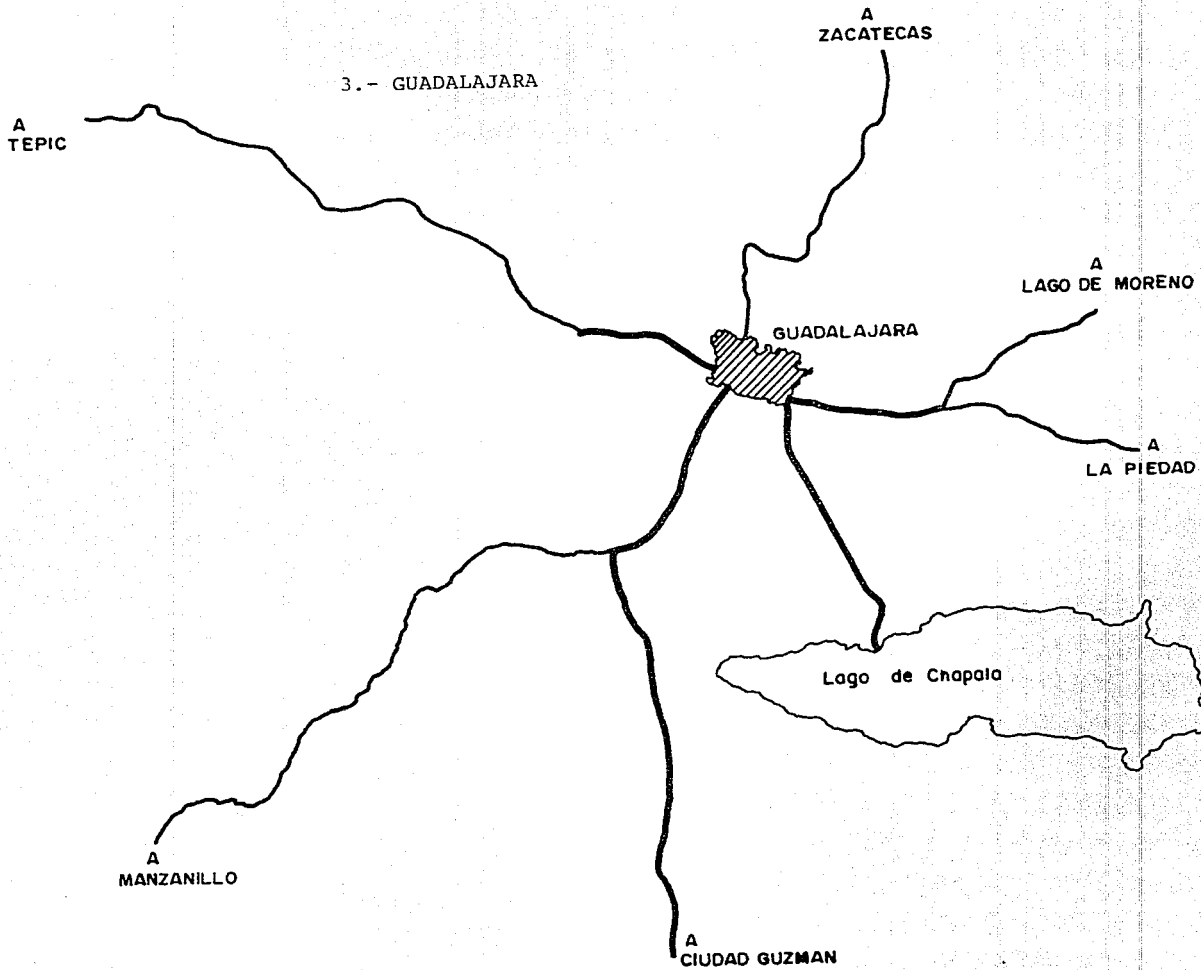 A
ZACATECAS
3.- GUADALAJARA
A
TEPIC
A
LAGO DE MORENO
GUADALAJARA
A
LA PIEDAD
Lago de Chapala
A
MANZANILLO
A
CIUDAD GUZMAN